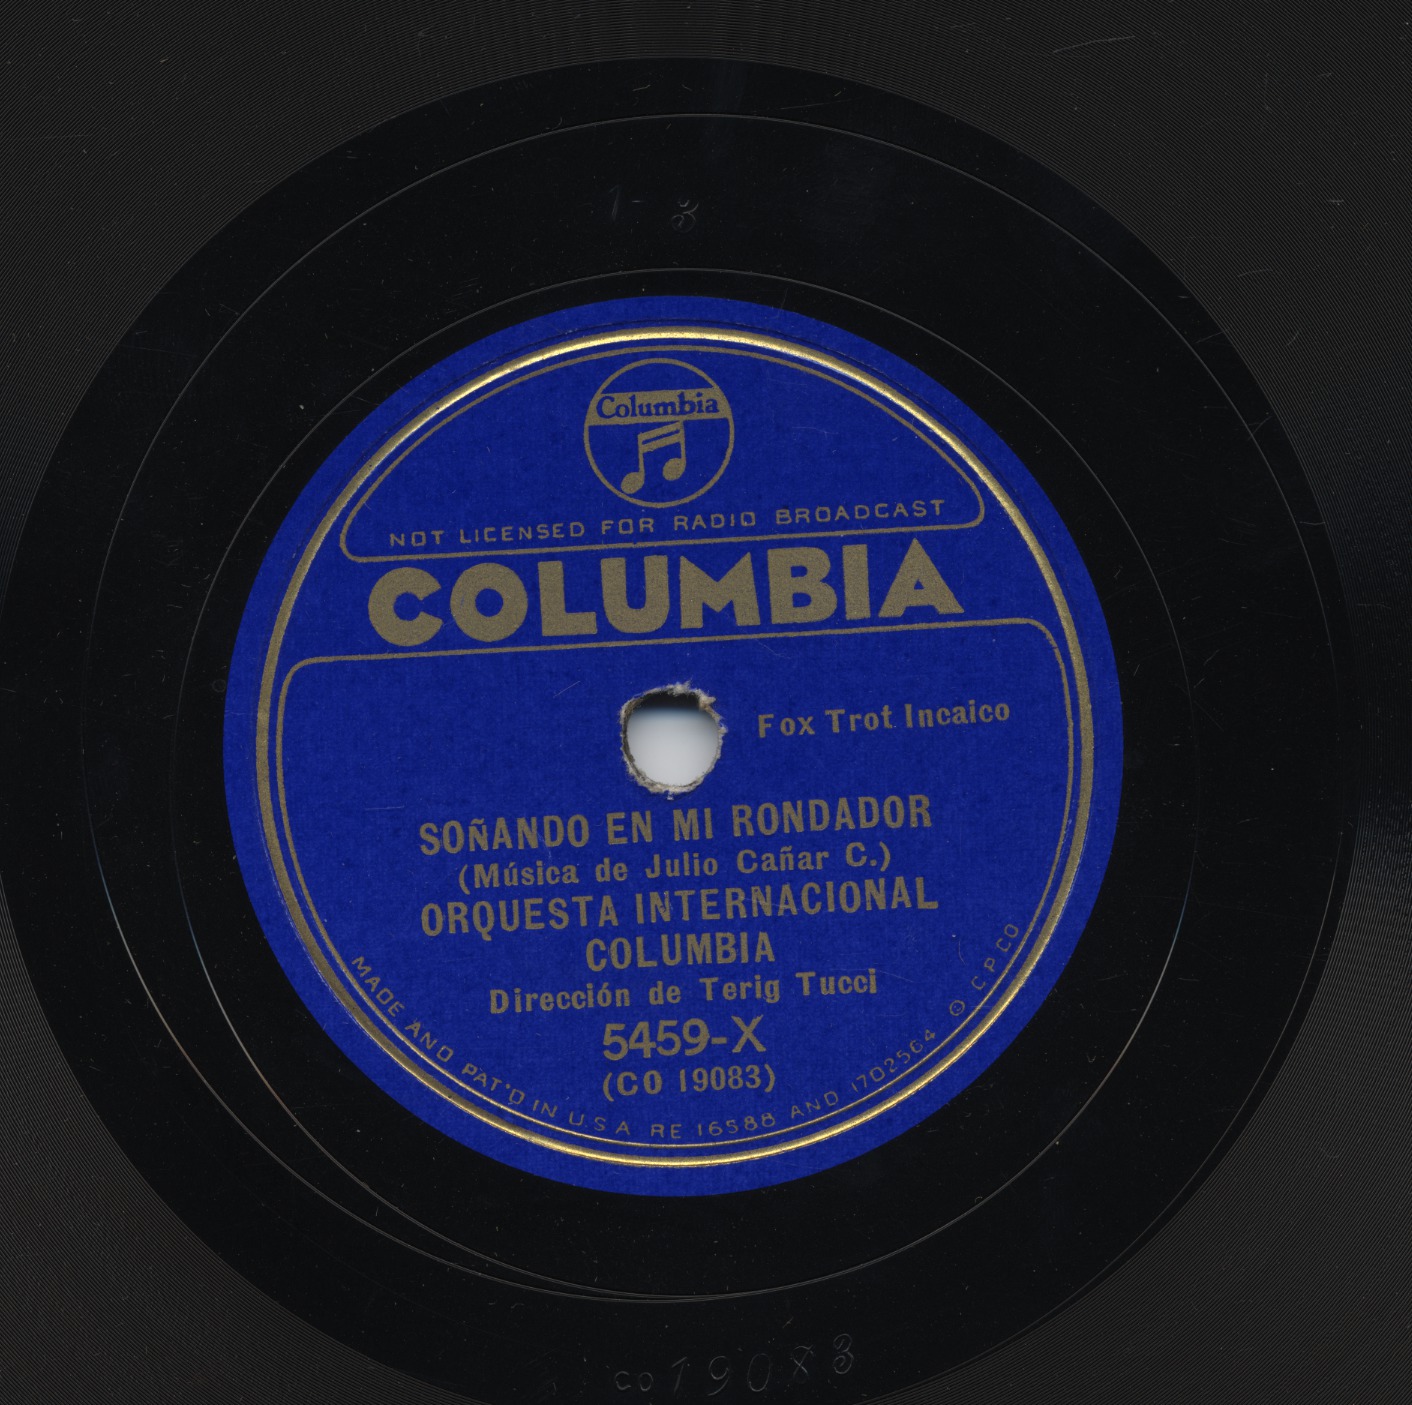 1- 3
Columbia
NOT LICENSED FOR RADIO BROADCAST
COLUMBIA
Fox Trot Incaico
SOÑANDO EN MI RONDADOR
(Música de Julio Cañar C.)
ORQUESTA INTERNACIONAL
COLUMBIA
Dirección de Terig Tucci
5459-X
(CO 19083)
MADE AND PAT'D IN U.S.A RE 16588 AND 1702564 © C.P.CO
CO 19083